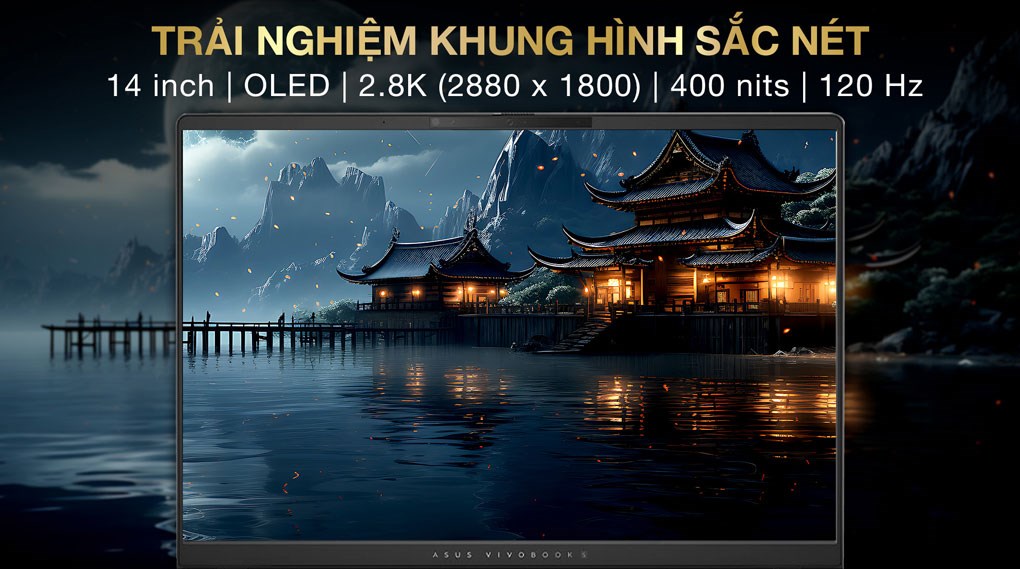 TRẢI NGHIỆM KHUNG HÌNH SẮC NÉT
14 inch | OLED | 2.8K (2880 x 1800) | 400 nits | 120 Hz
ASUS VIVOBOOK S